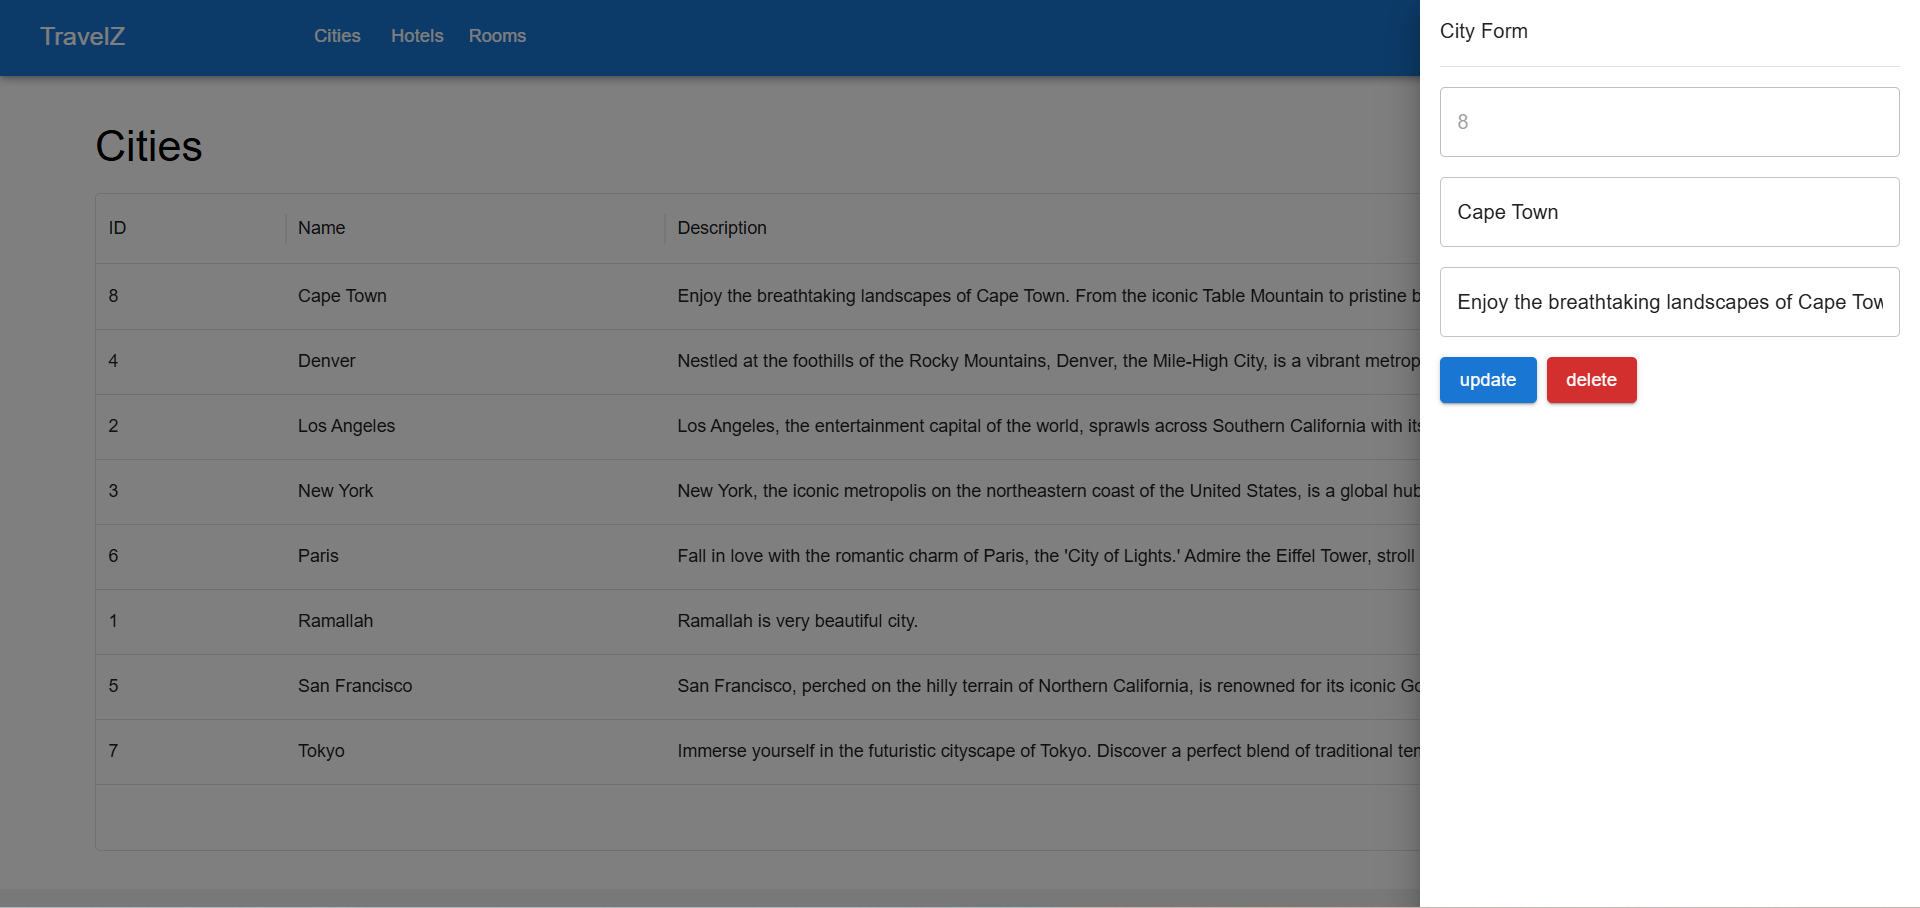 TravelZ Cities Hotels Rooms
Cities
ID Name Description
8 Cape Town Enjoy the breathtaking landscapes of Cape Town. From the iconic Table Mountain to pristine
4 Denver Nestled at the foothills of the Rocky Mountains, Denver, the Mile-High City, is a vibrant
2 Los Angeles Los Angeles, the entertainment capital of the world, sprawls across Southern California with
3 New York New York, the iconic metropolis on the northeastern coast of the United States, is a global hub
6 Paris Fall in love with the romantic charm of Paris, the 'City of Lights.' Admire the Eiffel Tower, stroll
1 Ramallah Ramallah is very beautiful city.
5 San Francisco San Francisco, perched on the hilly terrain of Northern California, is renowned for its iconic
7 Tokyo Immerse yourself in the futuristic cityscape of Tokyo. Discover a perfect blend of traditional
City Form
8
Cape Town
Enjoy the breathtaking landscapes of Cape
update delete